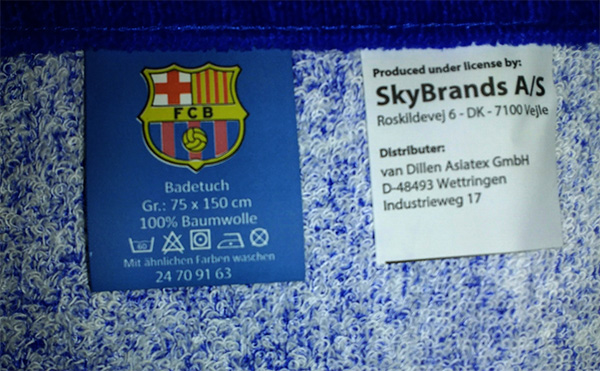 FCB
Badetuch
Gr.: 75 x 150 cm
100% Baumwolle
60
Mit ähnlichen Farben waschen
24 70 91 63
Produced under license by:
SkyBrands A/S
Roskildevej 6 - DK - 7100 Vejle
Distributer:
van Dillen Asiatex GmbH
D-48493 Wettringen
Industrieweg 17